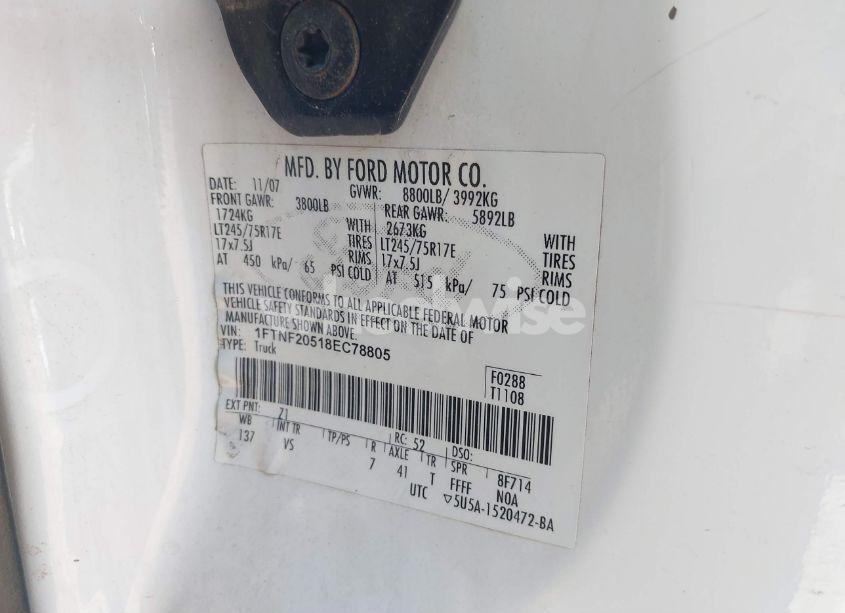 MFD. BY FORD MOTOR CO.
DATE: 11/07 GVWR: 8800LB/ 3992KG
FRONT GAWR: 3800LB REAR GAWR: 5892LB
1724KG WITH 2673KG WITH
LT245/75R17E TIRES LT245/75R17E TIRES
17x7.5J RIMS 17x7.5J RIMS
AT 450 kPa/ 65 PSI COLD AT 515 kPa/ 75 PSI COLD
THIS VEHICLE CONFORMS TO ALL APPLICABLE FEDERAL MOTOR
VEHICLE SAFETY STANDARDS IN EFFECT ON THE DATE OF
MANUFACTURE SHOWN ABOVE.
VIN: 1FTNF20518EC78805
TYPE: Truck
F0288
T1108
EXT PNT: Z1 RC: 52 DSO:
WB INT TR TP/PS R AXLE TR SPR 8F714
137 VS 7 41 T FFFF NOA
UTC ▽5U5A-1520472-BA